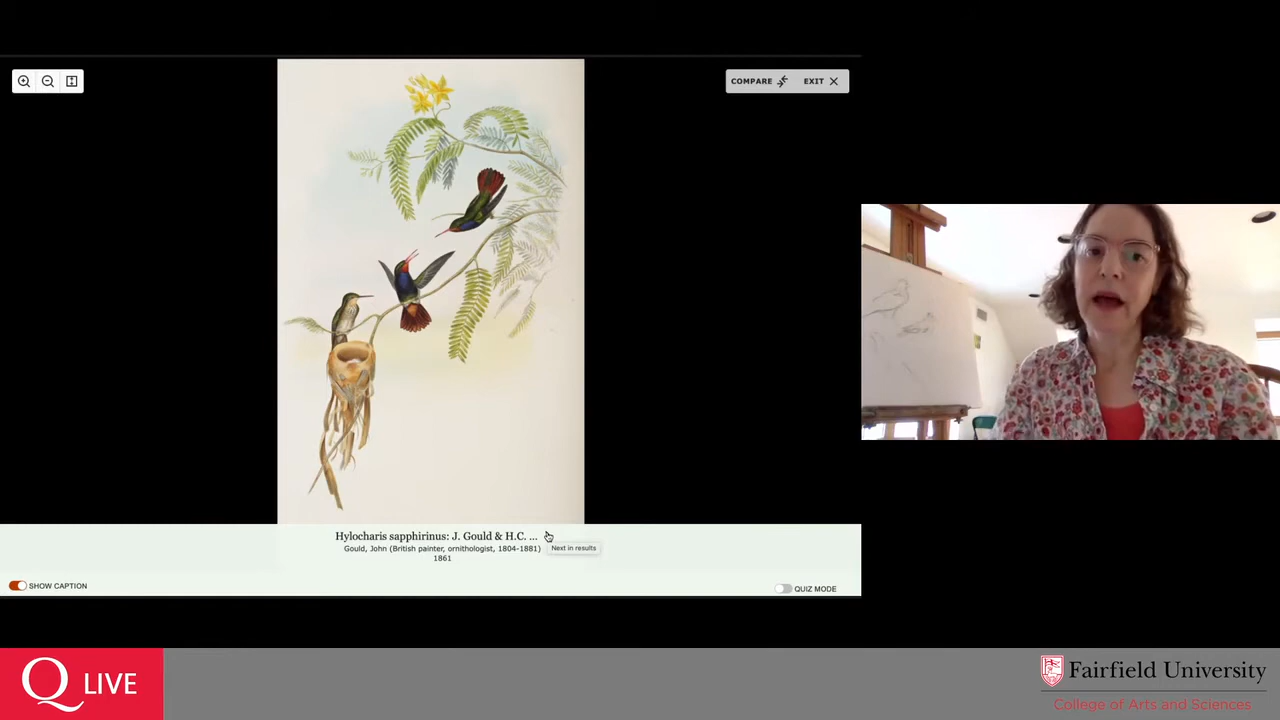 COMPARE
EXIT
Hylocharis sapphirinus: J. Gould & H.C. ...
Gould, John (British painter, ornithologist, 1804-1881)
Next in results
1861
SHOW CAPTION
QUIZ MODE
Q LIVE
Fairfield University
College of Arts and Sciences